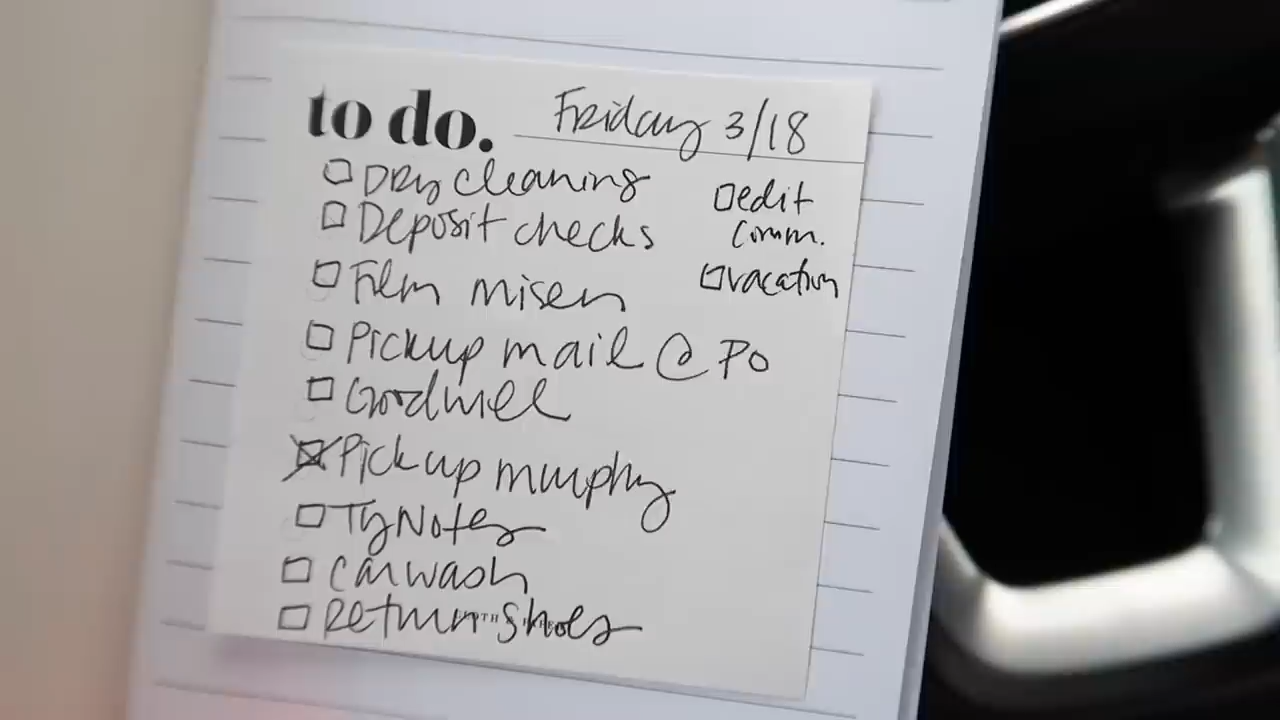 to do. Friday 3/18
Dry cleaning
Deposit checks
Film misen
Pickup mail @ PO
Goodwill
Pickup murphy
Ty Notes
carwash
Return shoes
edit
comm.
vacation